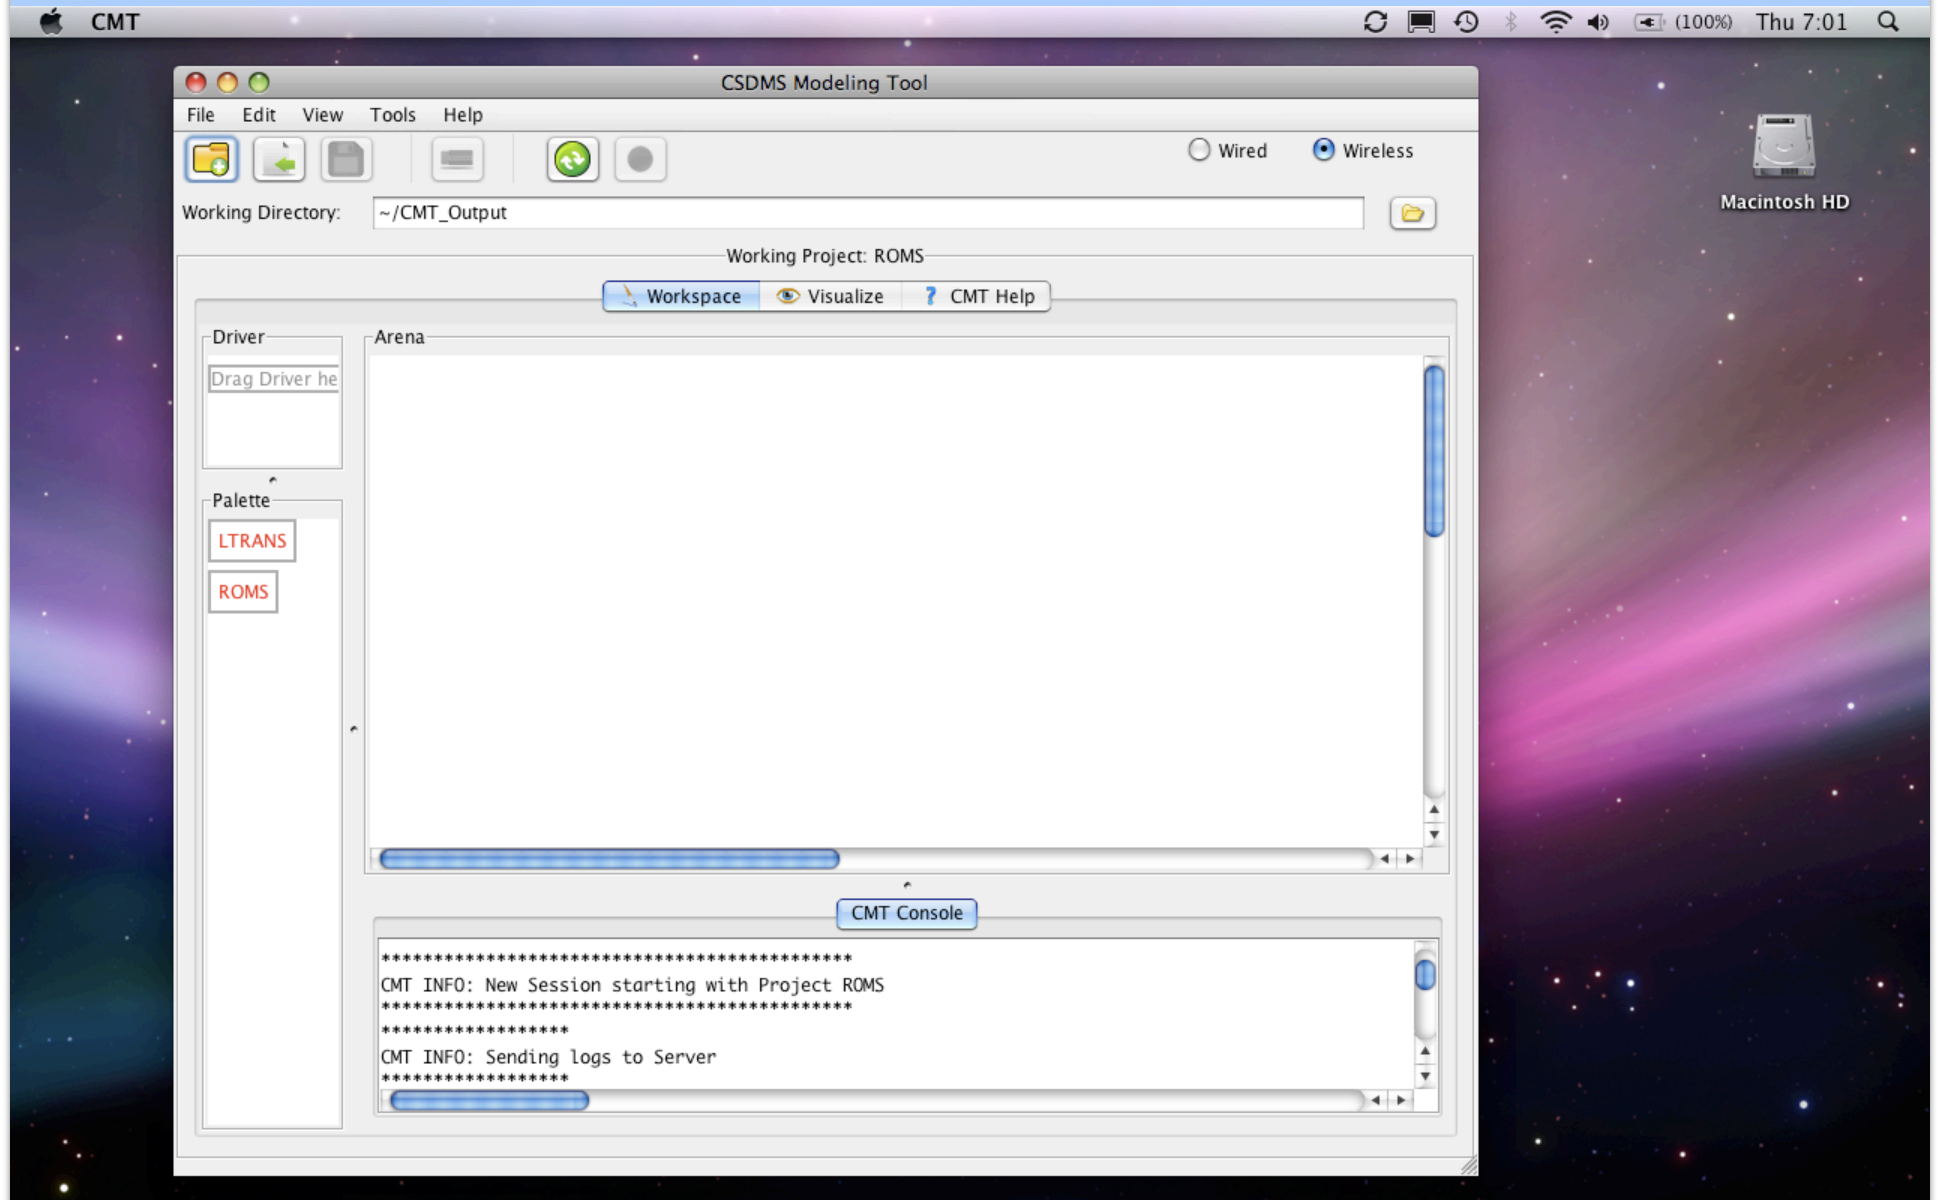 CMT (100%) Thu 7:01
CSDMS Modeling Tool
File Edit View Tools Help
Wired Wireless
Working Directory: ~/CMT_Output
Working Project: ROMS
Workspace Visualize ? CMT Help
Driver
Drag Driver he
Arena
Palette
LTRANS
ROMS
Macintosh HD
CMT Console
*********************************************
CMT INFO: New Session starting with Project ROMS
*********************************************
******************
CMT INFO: Sending logs to Server
******************